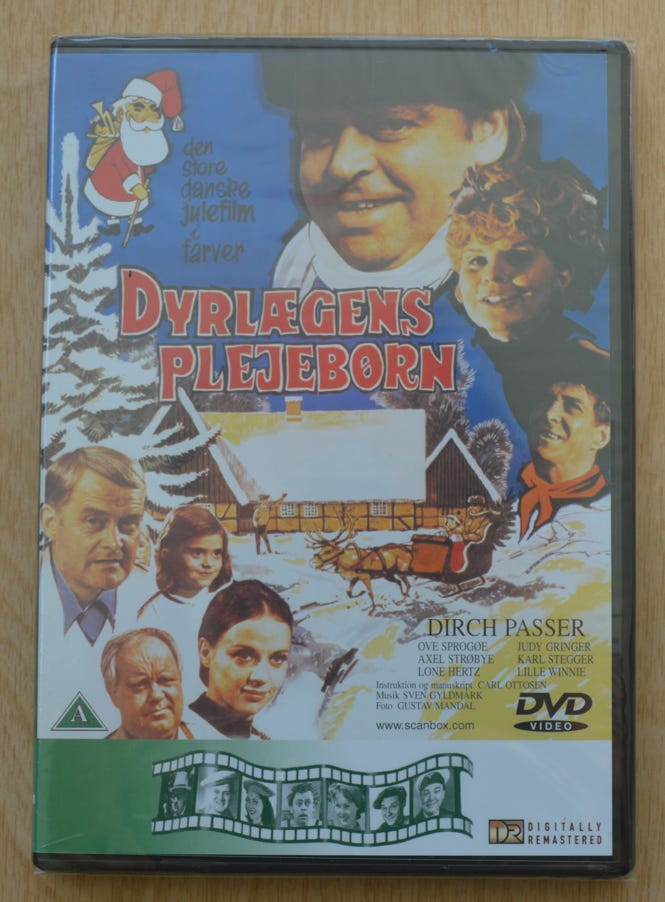 den
store
danske
julefilm
i
farver
DYRLÆGENS
PLEJEBØRN
DIRCH PASSER
OVE SPROGØE JUDY GRINGER
AXEL STRØBYE KARL STEGGER
LONE HERTZ LILLE WINNIE
Instruktion og manuskript CARL OTTOSEN
Musik SVEN GYLDMARK
Foto GUSTAV MANDAL
www.scanbox.com
DVD
VIDEO
A
DR DIGITALLY
REMASTERED